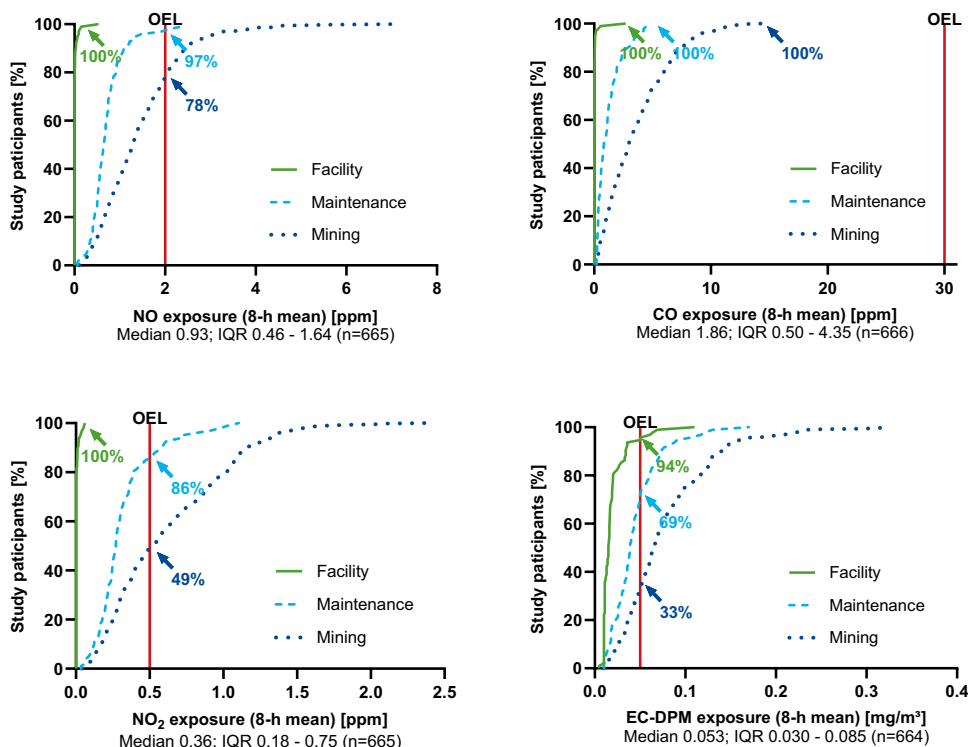 OEL
100
80
60
40
20
0
Study paticipants [%]
100%
97%
78%
Facility
Maintenance
Mining
0
2
4
6
8
NO exposure (8-h mean) [ppm]
Median 0.93; IQR 0.46 - 1.64 (n=665)
OEL
100
80
60
40
20
0
Study paticipants [%]
100%
100%
100%
Facility
Maintenance
Mining
0
10
20
30
CO exposure (8-h mean) [ppm]
Median 1.86; IQR 0.50 - 4.35 (n=666)
OEL
100
80
60
40
20
0
Study paticipants [%]
100%
86%
49%
Facility
Maintenance
Mining
0.0
0.5
1.0
1.5
2.0
2.5
NO₂ exposure (8-h mean) [ppm]
Median 0.36; IQR 0.18 - 0.75 (n=665)
OEL
100
80
60
40
20
0
Study paticipants [%]
94%
69%
33%
Facility
Maintenance
Mining
0.0
0.1
0.2
0.3
0.4
EC-DPM exposure (8-h mean) [mg/m³]
Median 0.053; IQR 0.030 - 0.085 (n=664)